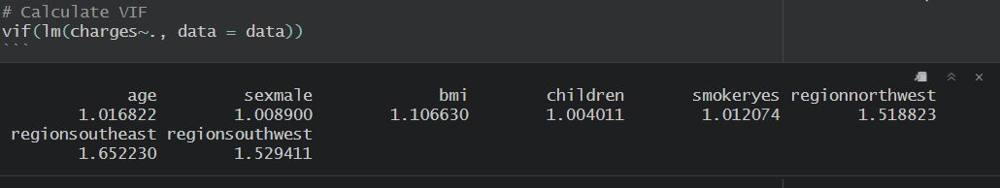 # Calculate VIF
vif(lm(charges~., data = data))
```
age sexmale bmi children smokeryes regionnorthwest
1.016822 1.008900 1.106630 1.004011 1.012074 1.518823
regionsoutheast regionsouthwest
1.652230 1.529411